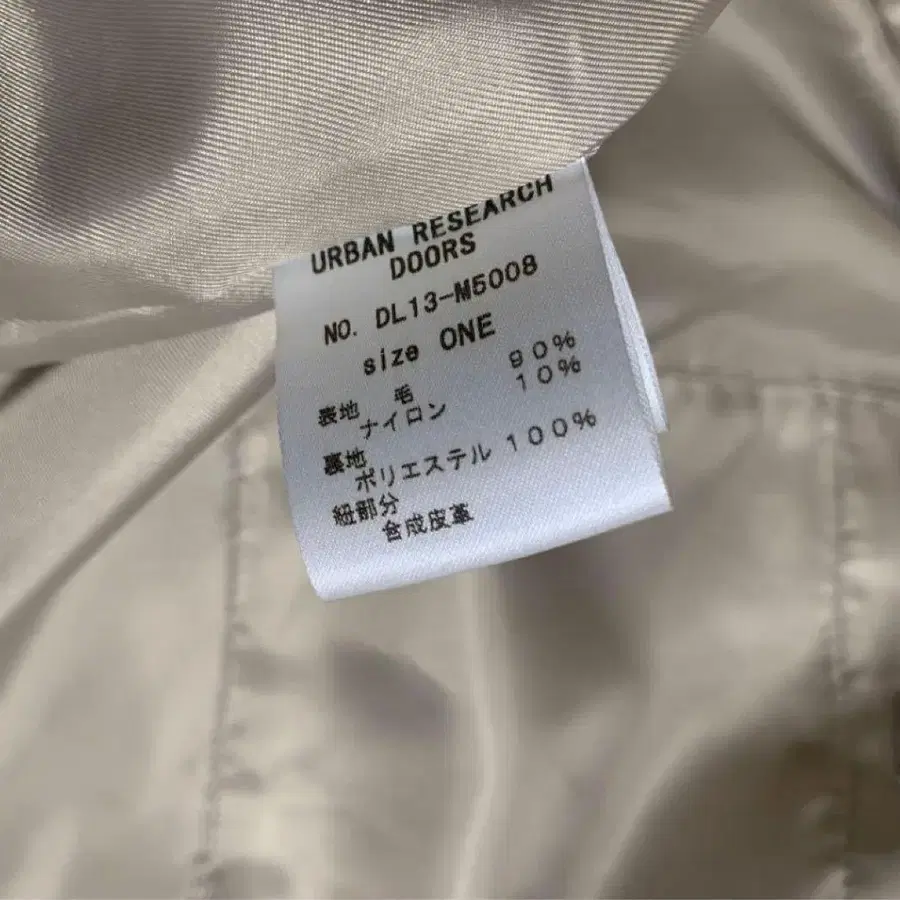 URBAN RESEARCH
DOORS
NO. DL13-M5008
size ONE
表地 毛 90%
ナイロン 10%
裏地
ポリエステル 100%
紐部分
合成皮革